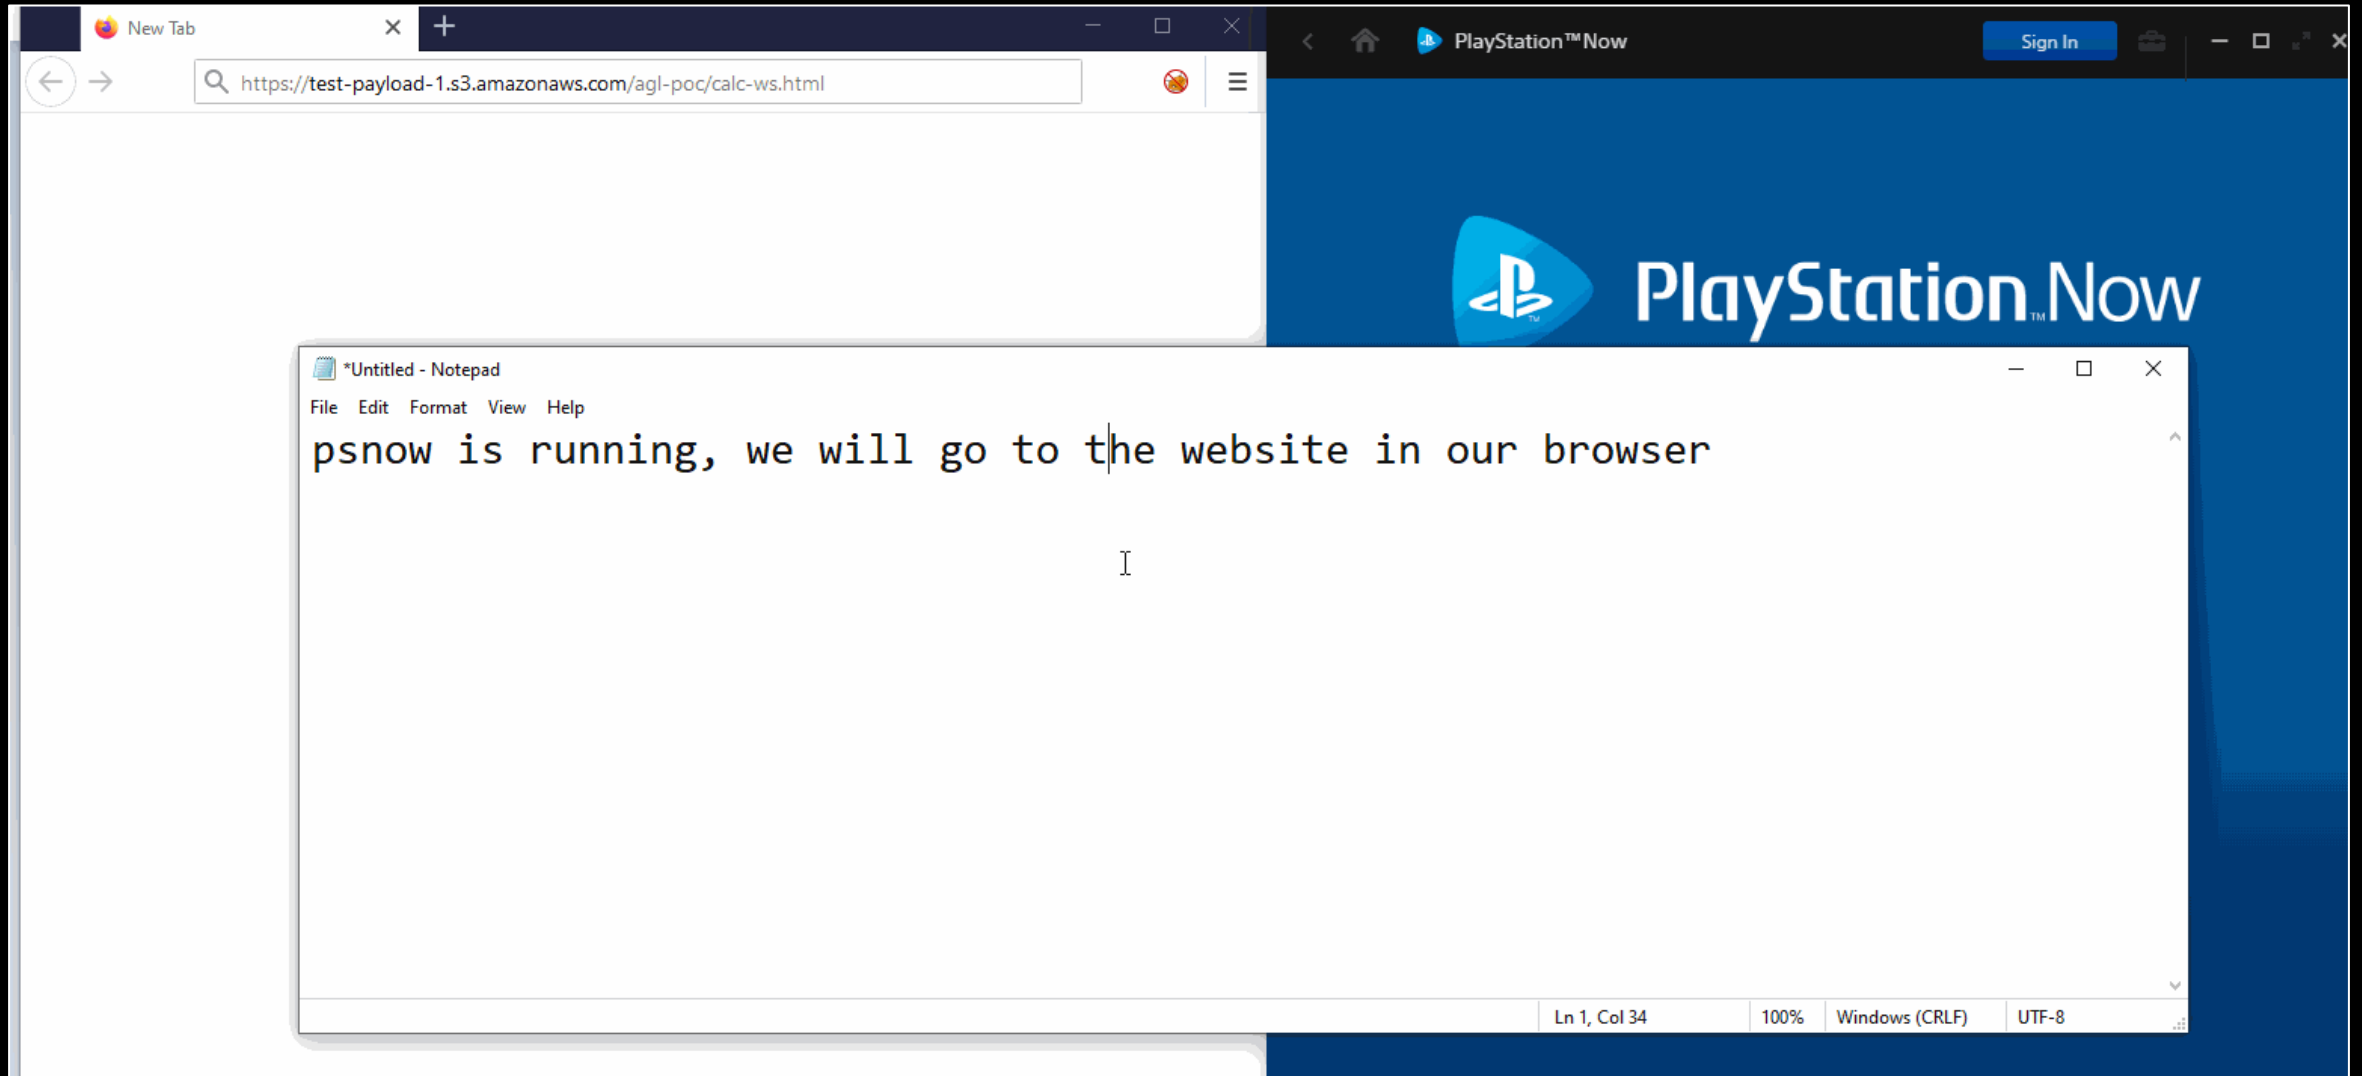 New Tab
https://test-payload-1.s3.amazonaws.com/agl-poc/calc-ws.html
PlayStation™Now
Sign In
PlayStation™Now
*Untitled - Notepad
File Edit Format View Help
psnow is running, we will go to the website in our browser
Ln 1, Col 34 100% Windows (CRLF) UTF-8